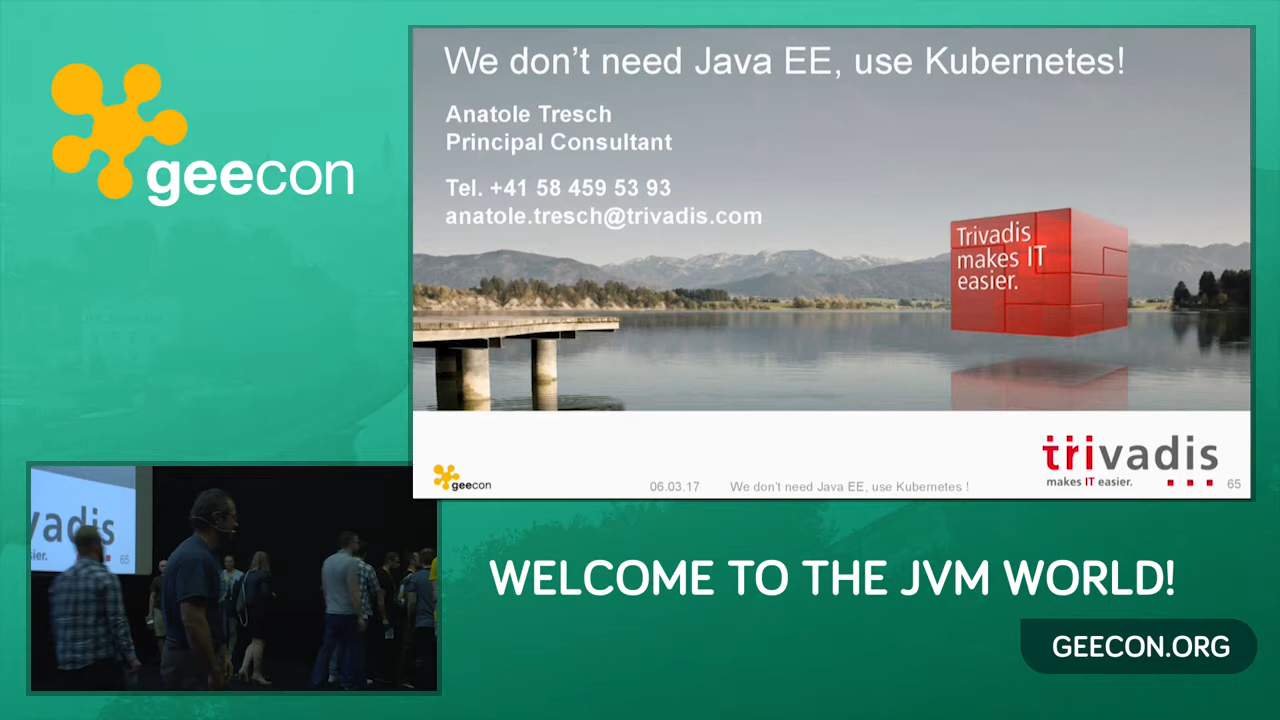 geecon
We don't need Java EE, use Kubernetes!
Anatole Tresch
Principal Consultant
Tel. +41 58 459 53 93
anatole.tresch@trivadis.com
Trivadis
makes IT
easier.
trivadis
makes IT easier.
geecon
06.03.17
We don't need Java EE, use Kubernetes !
65
vadis
ier.
65
WELCOME TO THE JVM WORLD!
GEECON.ORG